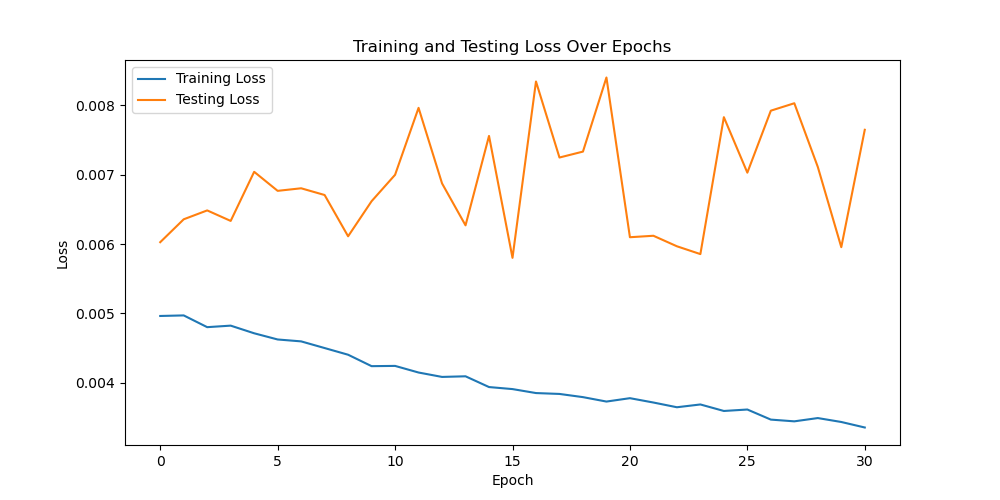 Training and Testing Loss Over Epochs
Training Loss
Testing Loss
0.008
0.007
0.006
0.005
0.004
Loss
0 5 10 15 20 25 30
Epoch